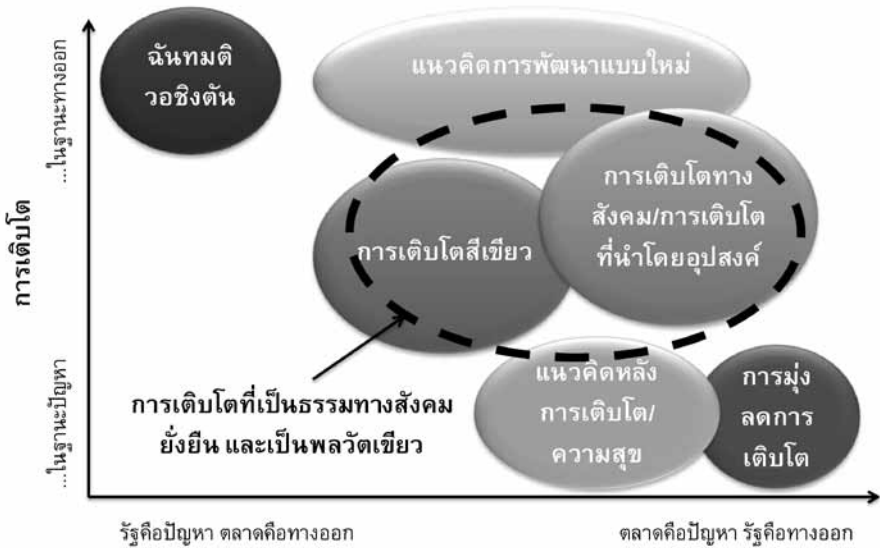 ฉันทมติ
วอชิงตัน
แนวคิดการพัฒนาแบบใหม่
...ในฐานะทางออก
การเติบโตทาง
สังคม/การเติบโต
ที่นำโดยอุปสงค์
การเติบโตสีเขียว
การเติบโต
...ในฐานะปัญหา
แนวคิดหลัง
การเติบโต/
ความสุข
การมุ่ง
ลดการ
เติบโต
การเติบโตที่เป็นธรรมทางสังคม
ยั่งยืน และเป็นพลวัตเขียว
รัฐคือปัญหา ตลาดคือทางออก
ตลาดคือปัญหา รัฐคือทางออก